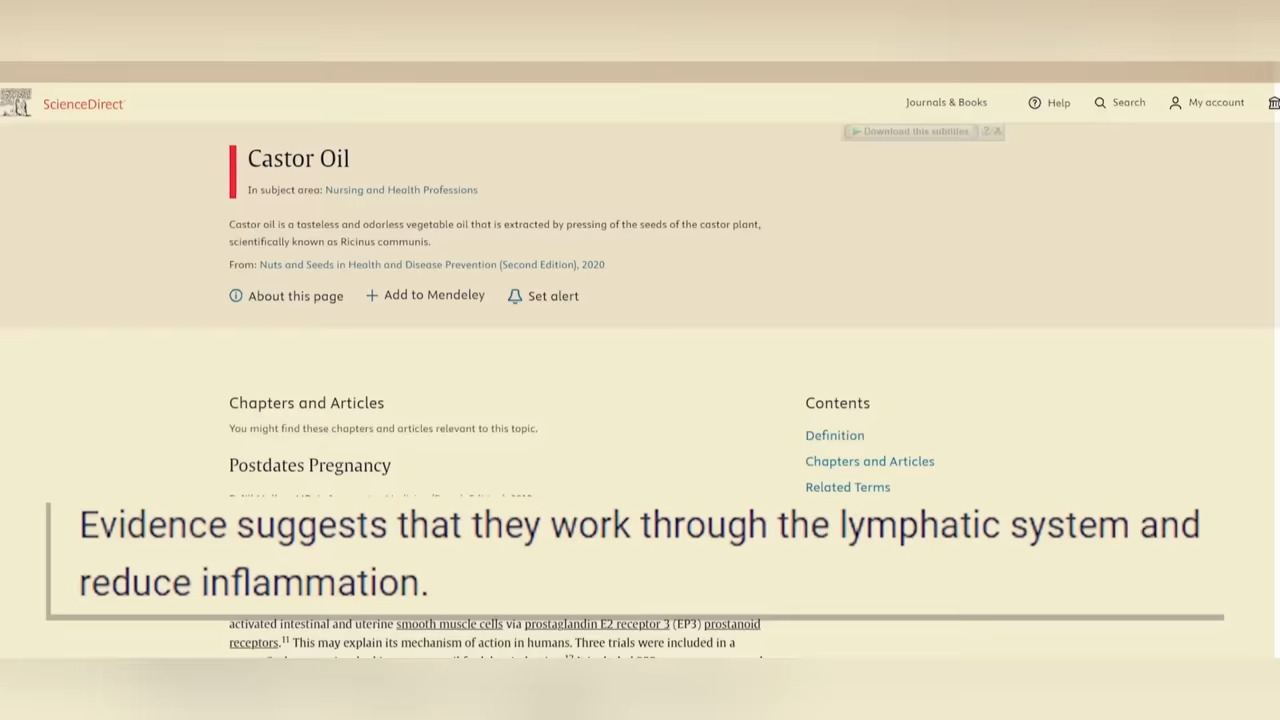 ScienceDirect
Journals & Books
Help
Search
My account
Download this subtitles
Castor Oil
In subject area: Nursing and Health Professions
Castor oil is a tasteless and odorless vegetable oil that is extracted by pressing of the seeds of the castor plant,
scientifically known as Ricinus communis.
From: Nuts and Seeds in Health and Disease Prevention (Second Edition), 2020
About this page
Add to Mendeley
Set alert
Chapters and Articles
You might find these chapters and articles relevant to this topic.
Postdates Pregnancy
Contents
Definition
Chapters and Articles
Related Terms
Evidence suggests that they work through the lymphatic system and
reduce inflammation.
activated intestinal and uterine smooth muscle cells via prostaglandin E2 receptor 3 (EP3) prostanoid
receptors.¹¹ This may explain its mechanism of action in humans. Three trials were included in a